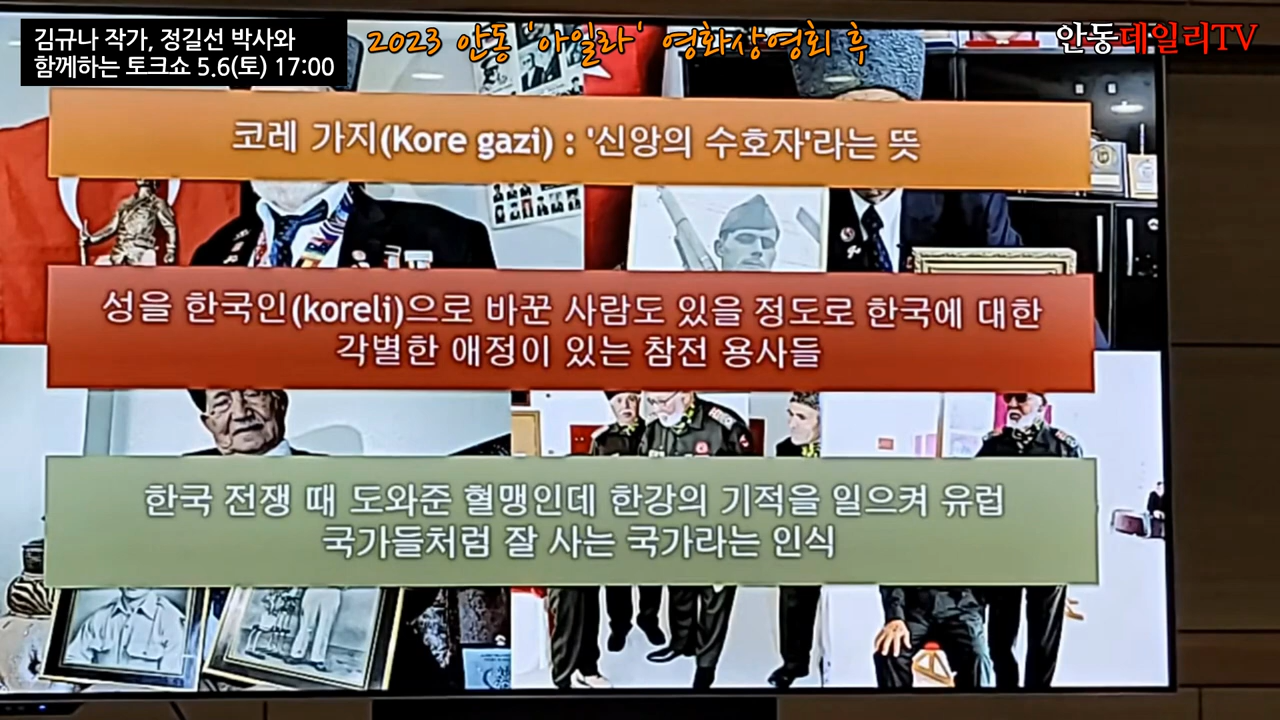 김규나 작가, 정길선 박사와
함께하는 토크쇼 5.6(토) 17:00
2023 안동 '아일라' 영화상영회 후
안동데일리TV
코레 가지(Kore gazi) : '신앙의 수호자'라는 뜻
성을 한국인(koreli)으로 바꾼 사람도 있을 정도로 한국에 대한
각별한 애정이 있는 참전 용사들
한국 전쟁 때 도와준 혈맹인데 한강의 기적을 일으켜 유럽
국가들처럼 잘 사는 국가라는 인식